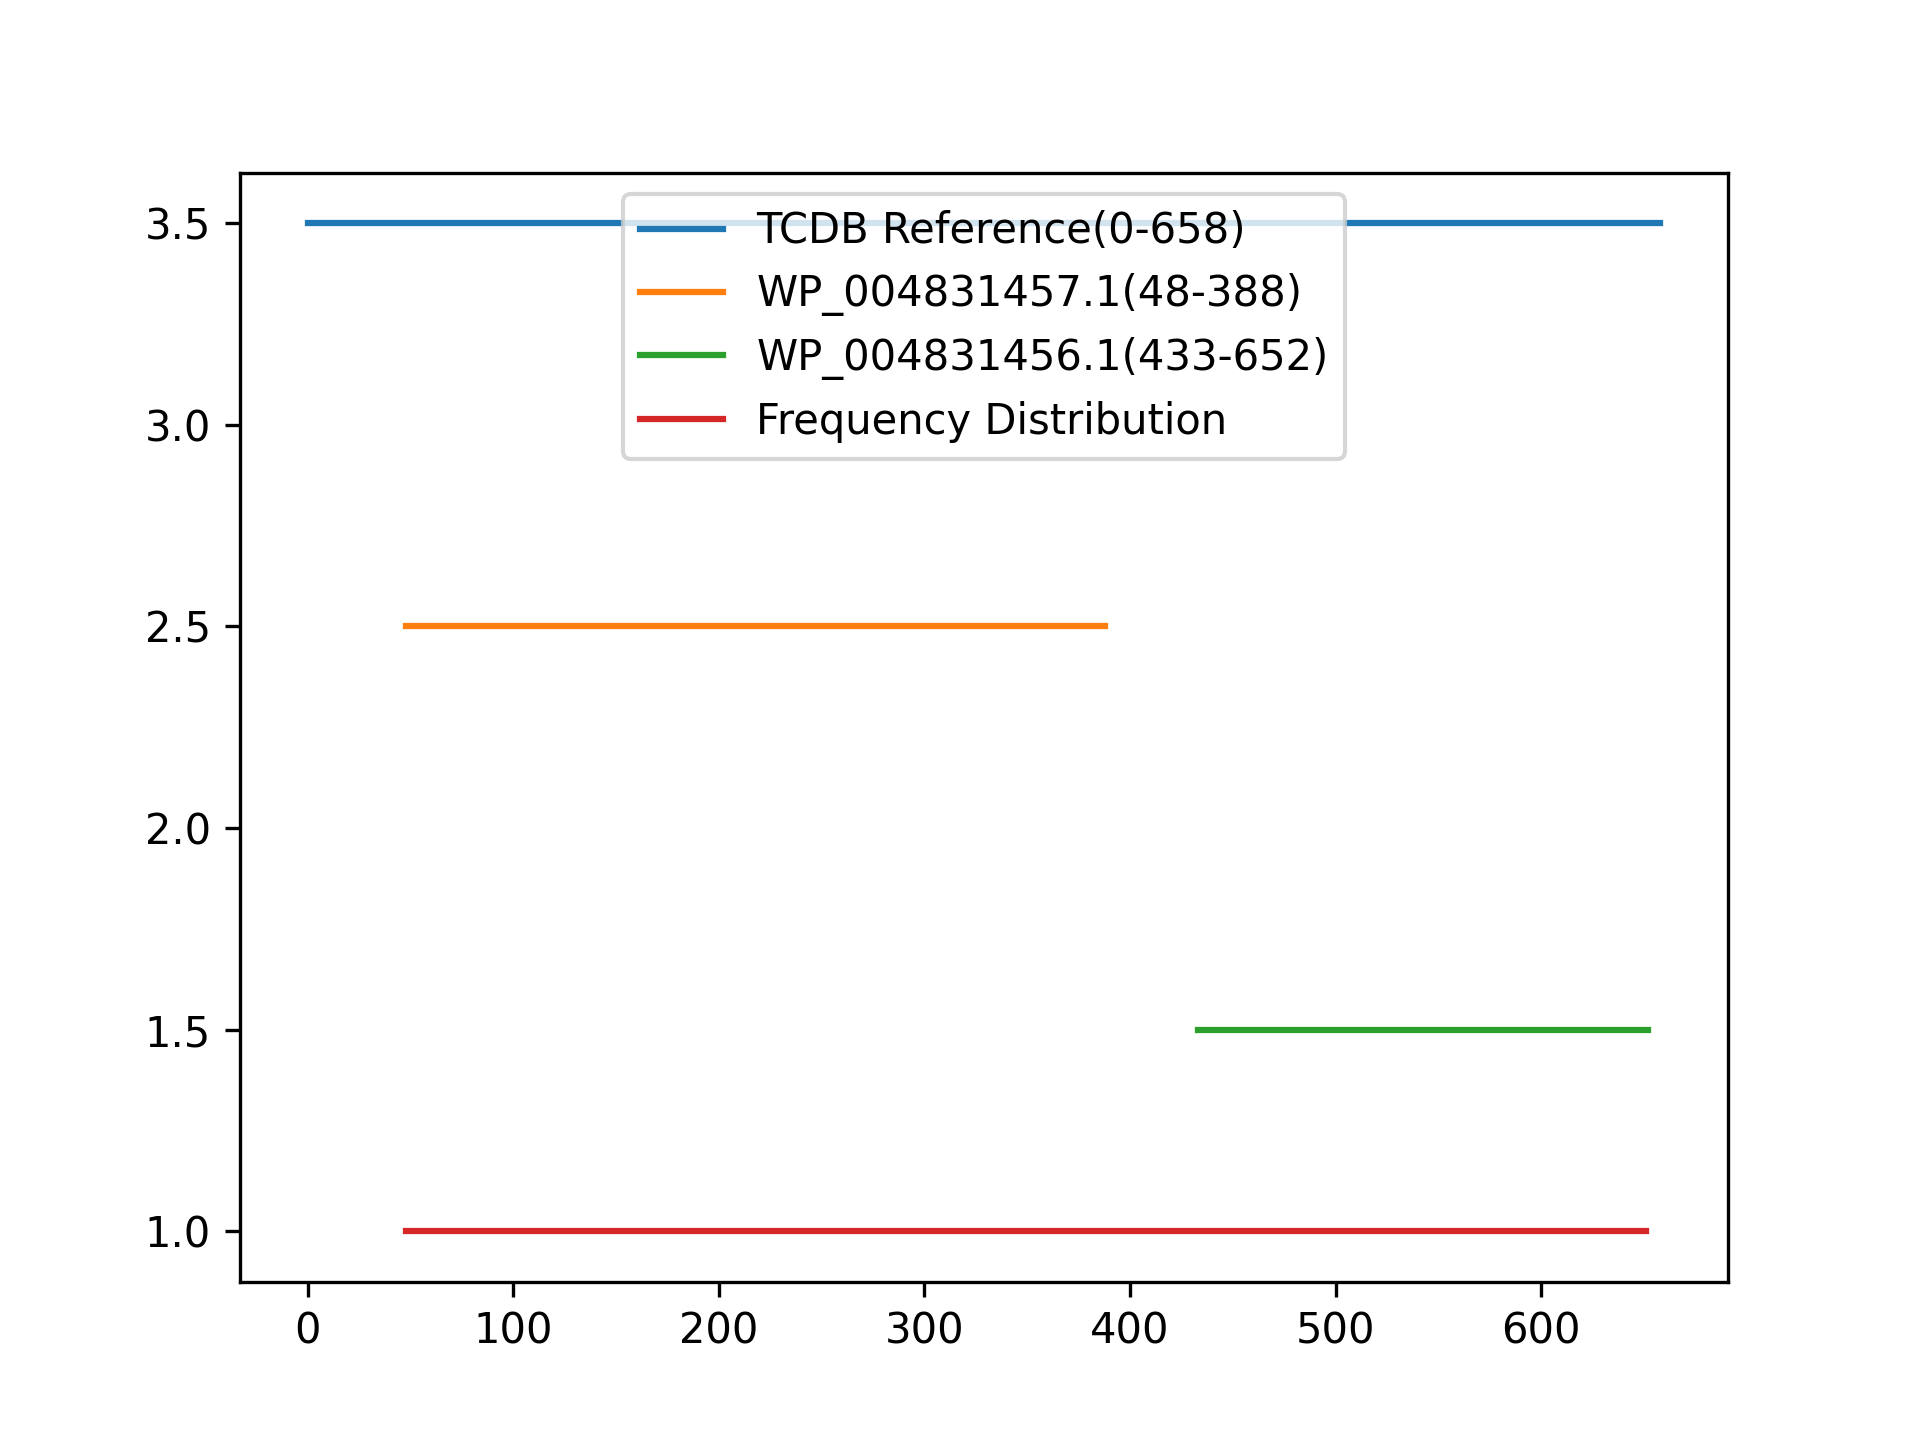 TCDB Reference(0-658)
WP_004831457.1(48-388)
WP_004831456.1(433-652)
Frequency Distribution
3.5
3.0
2.5
2.0
1.5
1.0
0 100 200 300 400 500 600